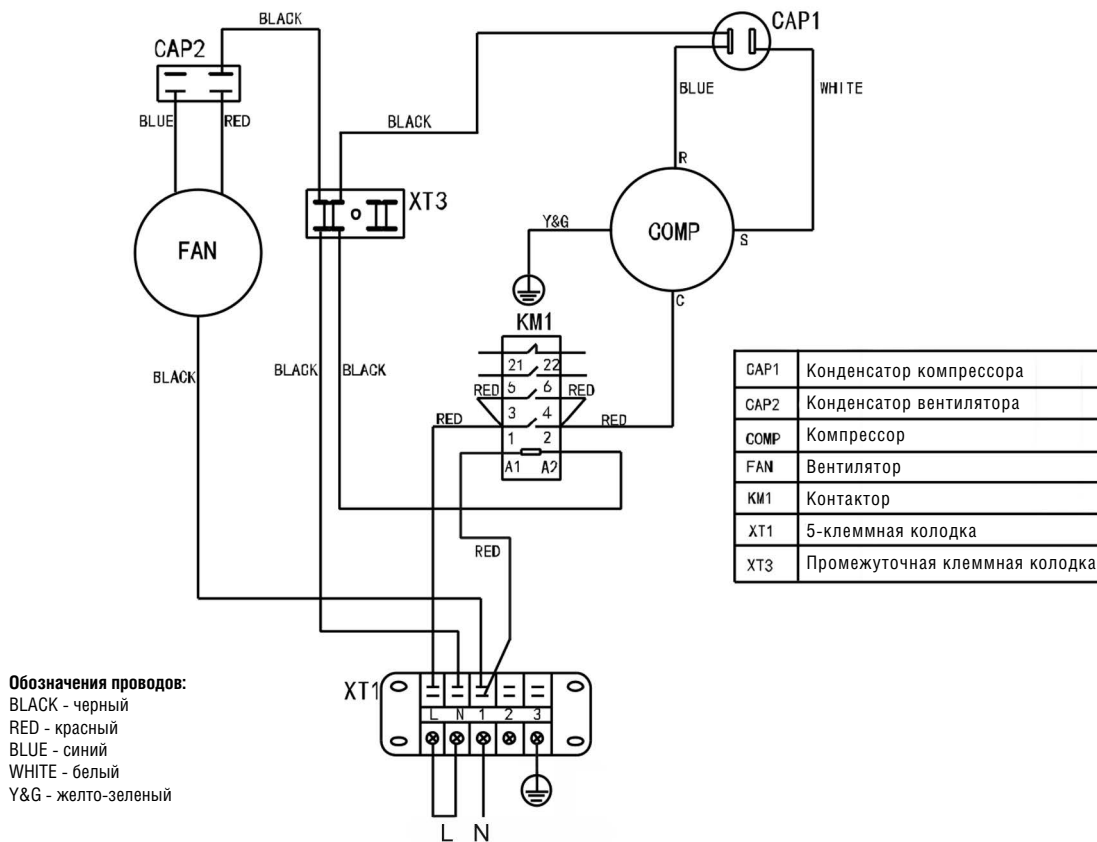 BLACK
CAP1
CAP2
BLUE
WHITE
BLUE
RED
BLACK
R
XT3
Y&G
COMP
S
FAN
C
KM1
21 22
BLACK
BLACK
BLACK
RED 5 6 RED
3 4
RED
RED
1 2
A1 A2
RED
CAP1 Конденсатор компрессора
CAP2 Конденсатор вентилятора
COMP Компрессор
FAN Вентилятор
KM1 Контактор
XT1 5-клеммная колодка
XT3 Промежуточная клеммная колодка
Обозначения проводов:
BLACK - черный
RED - красный
BLUE - синий
WHITE - белый
Y&G - желто-зеленый
XT1
L N 1 2 3
L N